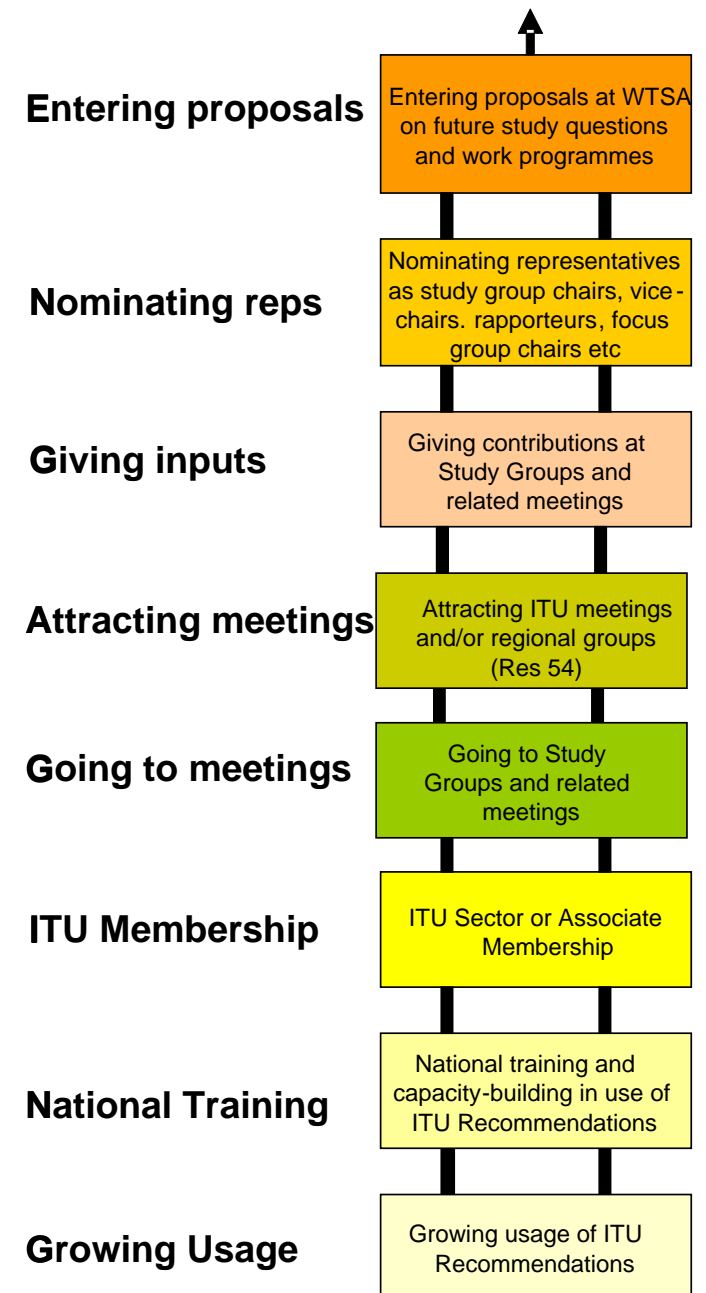 Entering proposals
Entering proposals at WTSA
on future study questions
and work programmes
Nominating reps
Nominating representatives
as study group chairs, vice-
chairs. rapporteurs, focus
group chairs etc
Giving inputs
Giving contributions at
Study Groups and
related meetings
Attracting meetings
Attracting ITU meetings
and/or regional groups
(Res 54)
Going to meetings
Going to Study
Groups and related
meetings
ITU Membership
ITU Sector or Associate
Membership
National Training
National training and
capacity-building in use of
ITU Recommendations
Growing Usage
Growing usage of ITU
Recommendations